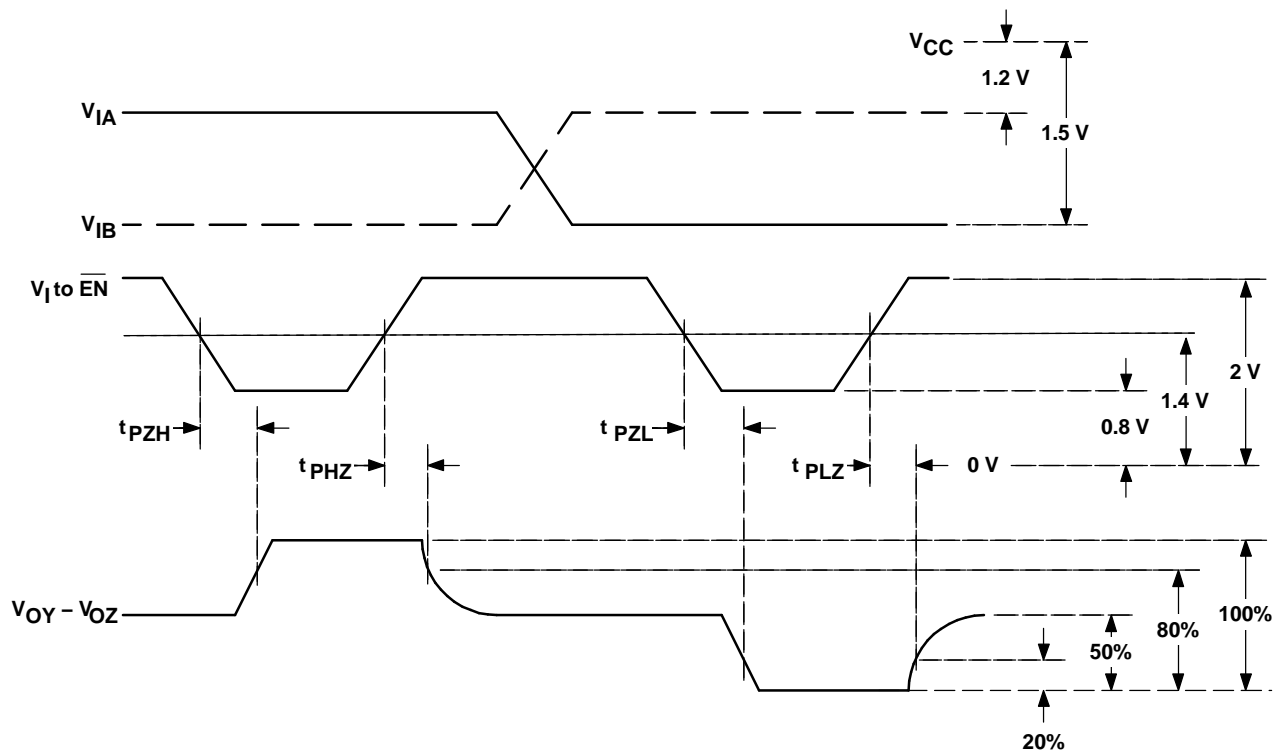 VCC
1.2 V
VIA
1.5 V
VIB
VI to EN
2 V
1.4 V
0.8 V
tPZH
tPZL
tPHZ
tPLZ
0 V
VOY – VOZ
100%
80%
50%
20%